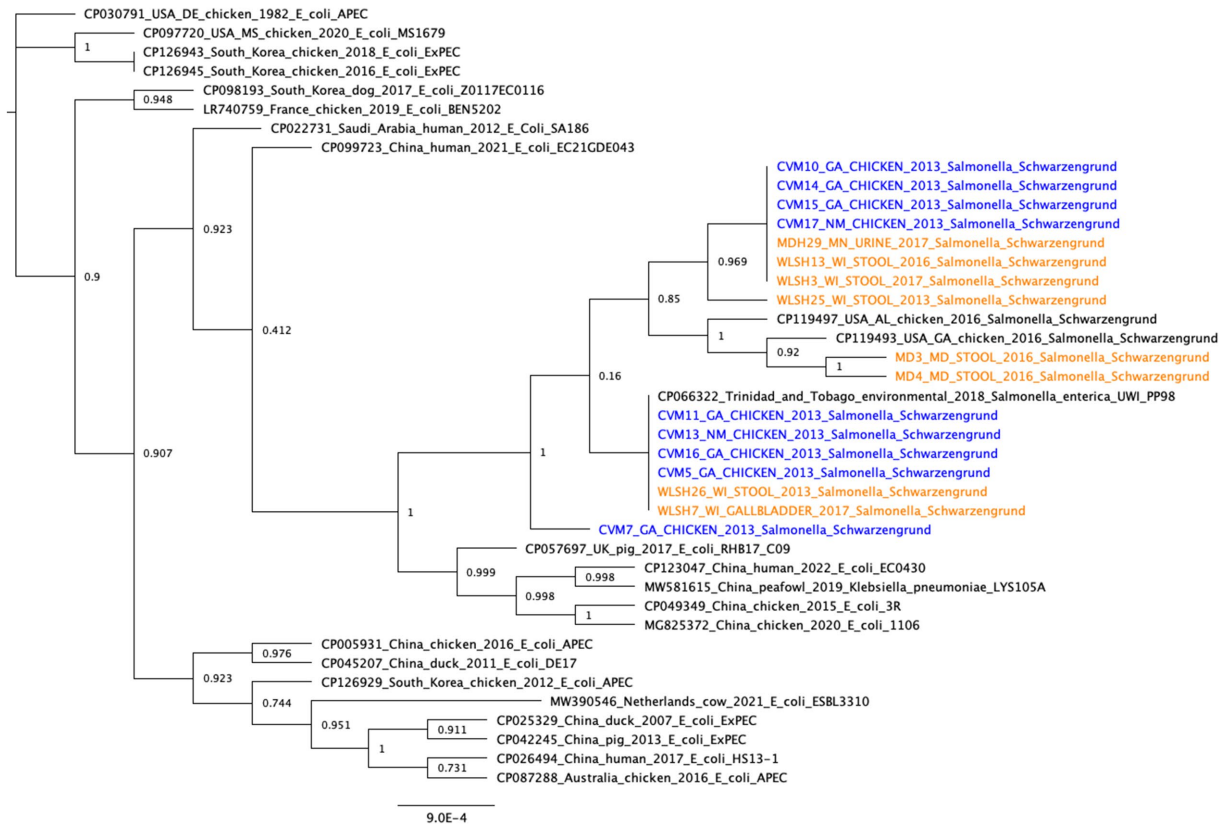 CP030791_USA_DE_chicken_1982_E_coli_APEC
CP097720_USA_MS_chicken_2020_E_coli_MS1679
1
CP126943_South_Korea_chicken_2018_E_coli_ExPEC
CP126945_South_Korea_chicken_2016_E_coli_ExPEC
CP098193_South_Korea_dog_2017_E_coli_Z0117EC0116
0.948
LR740759_France_chicken_2019_E_coli_BEN5202
CP022731_Saudi_Arabia_human_2012_E_Coli_SA186
CP099723_China_human_2021_E_coli_EC21GDE043
CVM10_GA_CHICKEN_2013_Salmonella_Schwarzengrund
CVM14_GA_CHICKEN_2013_Salmonella_Schwarzengrund
CVM15_GA_CHICKEN_2013_Salmonella_Schwarzengrund
CVM17_NM_CHICKEN_2013_Salmonella_Schwarzengrund
0.923
MDH29_MN_URINE_2017_Salmonella_Schwarzengrund
0.969
WLSH13_WI_STOOL_2016_Salmonella_Schwarzengrund
0.9
WLSH3_WI_STOOL_2017_Salmonella_Schwarzengrund
0.85
WLSH25_WI_STOOL_2013_Salmonella_Schwarzengrund
CP119497_USA_AL_chicken_2016_Salmonella_Schwarzengrund
0.412
1
CP119493_USA_GA_chicken_2016_Salmonella_Schwarzengrund
0.92
MD3_MD_STOOL_2016_Salmonella_Schwarzengrund
1
MD4_MD_STOOL_2016_Salmonella_Schwarzengrund
0.16
CP066322_Trinidad_and_Tobago_environmental_2018_Salmonella_enterica_UWI_PP98
CVM11_GA_CHICKEN_2013_Salmonella_Schwarzengrund
CVM13_NM_CHICKEN_2013_Salmonella_Schwarzengrund
0.907
1
CVM16_GA_CHICKEN_2013_Salmonella_Schwarzengrund
CVM5_GA_CHICKEN_2013_Salmonella_Schwarzengrund
WLSH26_WI_STOOL_2013_Salmonella_Schwarzengrund
1
WLSH7_WI_GALLBLADDER_2017_Salmonella_Schwarzengrund
CVM7_GA_CHICKEN_2013_Salmonella_Schwarzengrund
CP057697_UK_pig_2017_E_coli_RHB17_C09
0.999
CP123047_China_human_2022_E_coli_EC0430
0.998
MW581615_China_peafowl_2019_Klebsiella_pneumoniae_LYS105A
0.998
CP049349_China_chicken_2015_E_coli_3R
1
MG825372_China_chicken_2020_E_coli_1106
CP005931_China_chicken_2016_E_coli_APEC
0.976
CP045207_China_duck_2011_E_coli_DE17
0.923
CP126929_South_Korea_chicken_2012_E_coli_APEC
0.744
MW390546_Netherlands_cow_2021_E_coli_ESBL3310
0.951
CP025329_China_duck_2007_E_coli_ExPEC
0.911
CP042245_China_pig_2013_E_coli_ExPEC
1
CP026494_China_human_2017_E_coli_HS13-1
0.731
CP087288_Australia_chicken_2016_E_coli_APEC
9.0E-4